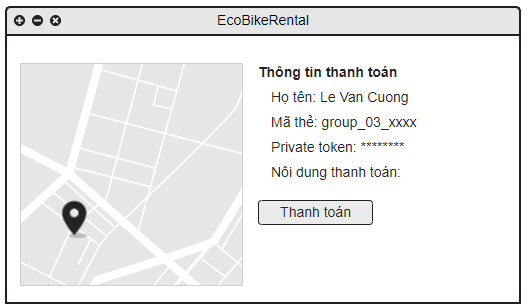 EcoBikeRental
Thông tin thanh toán
Họ tên: Le Van Cuong
Mã thẻ: group_03_xxxx
Private token: ********
Nôi dung thanh toán:
Thanh toán